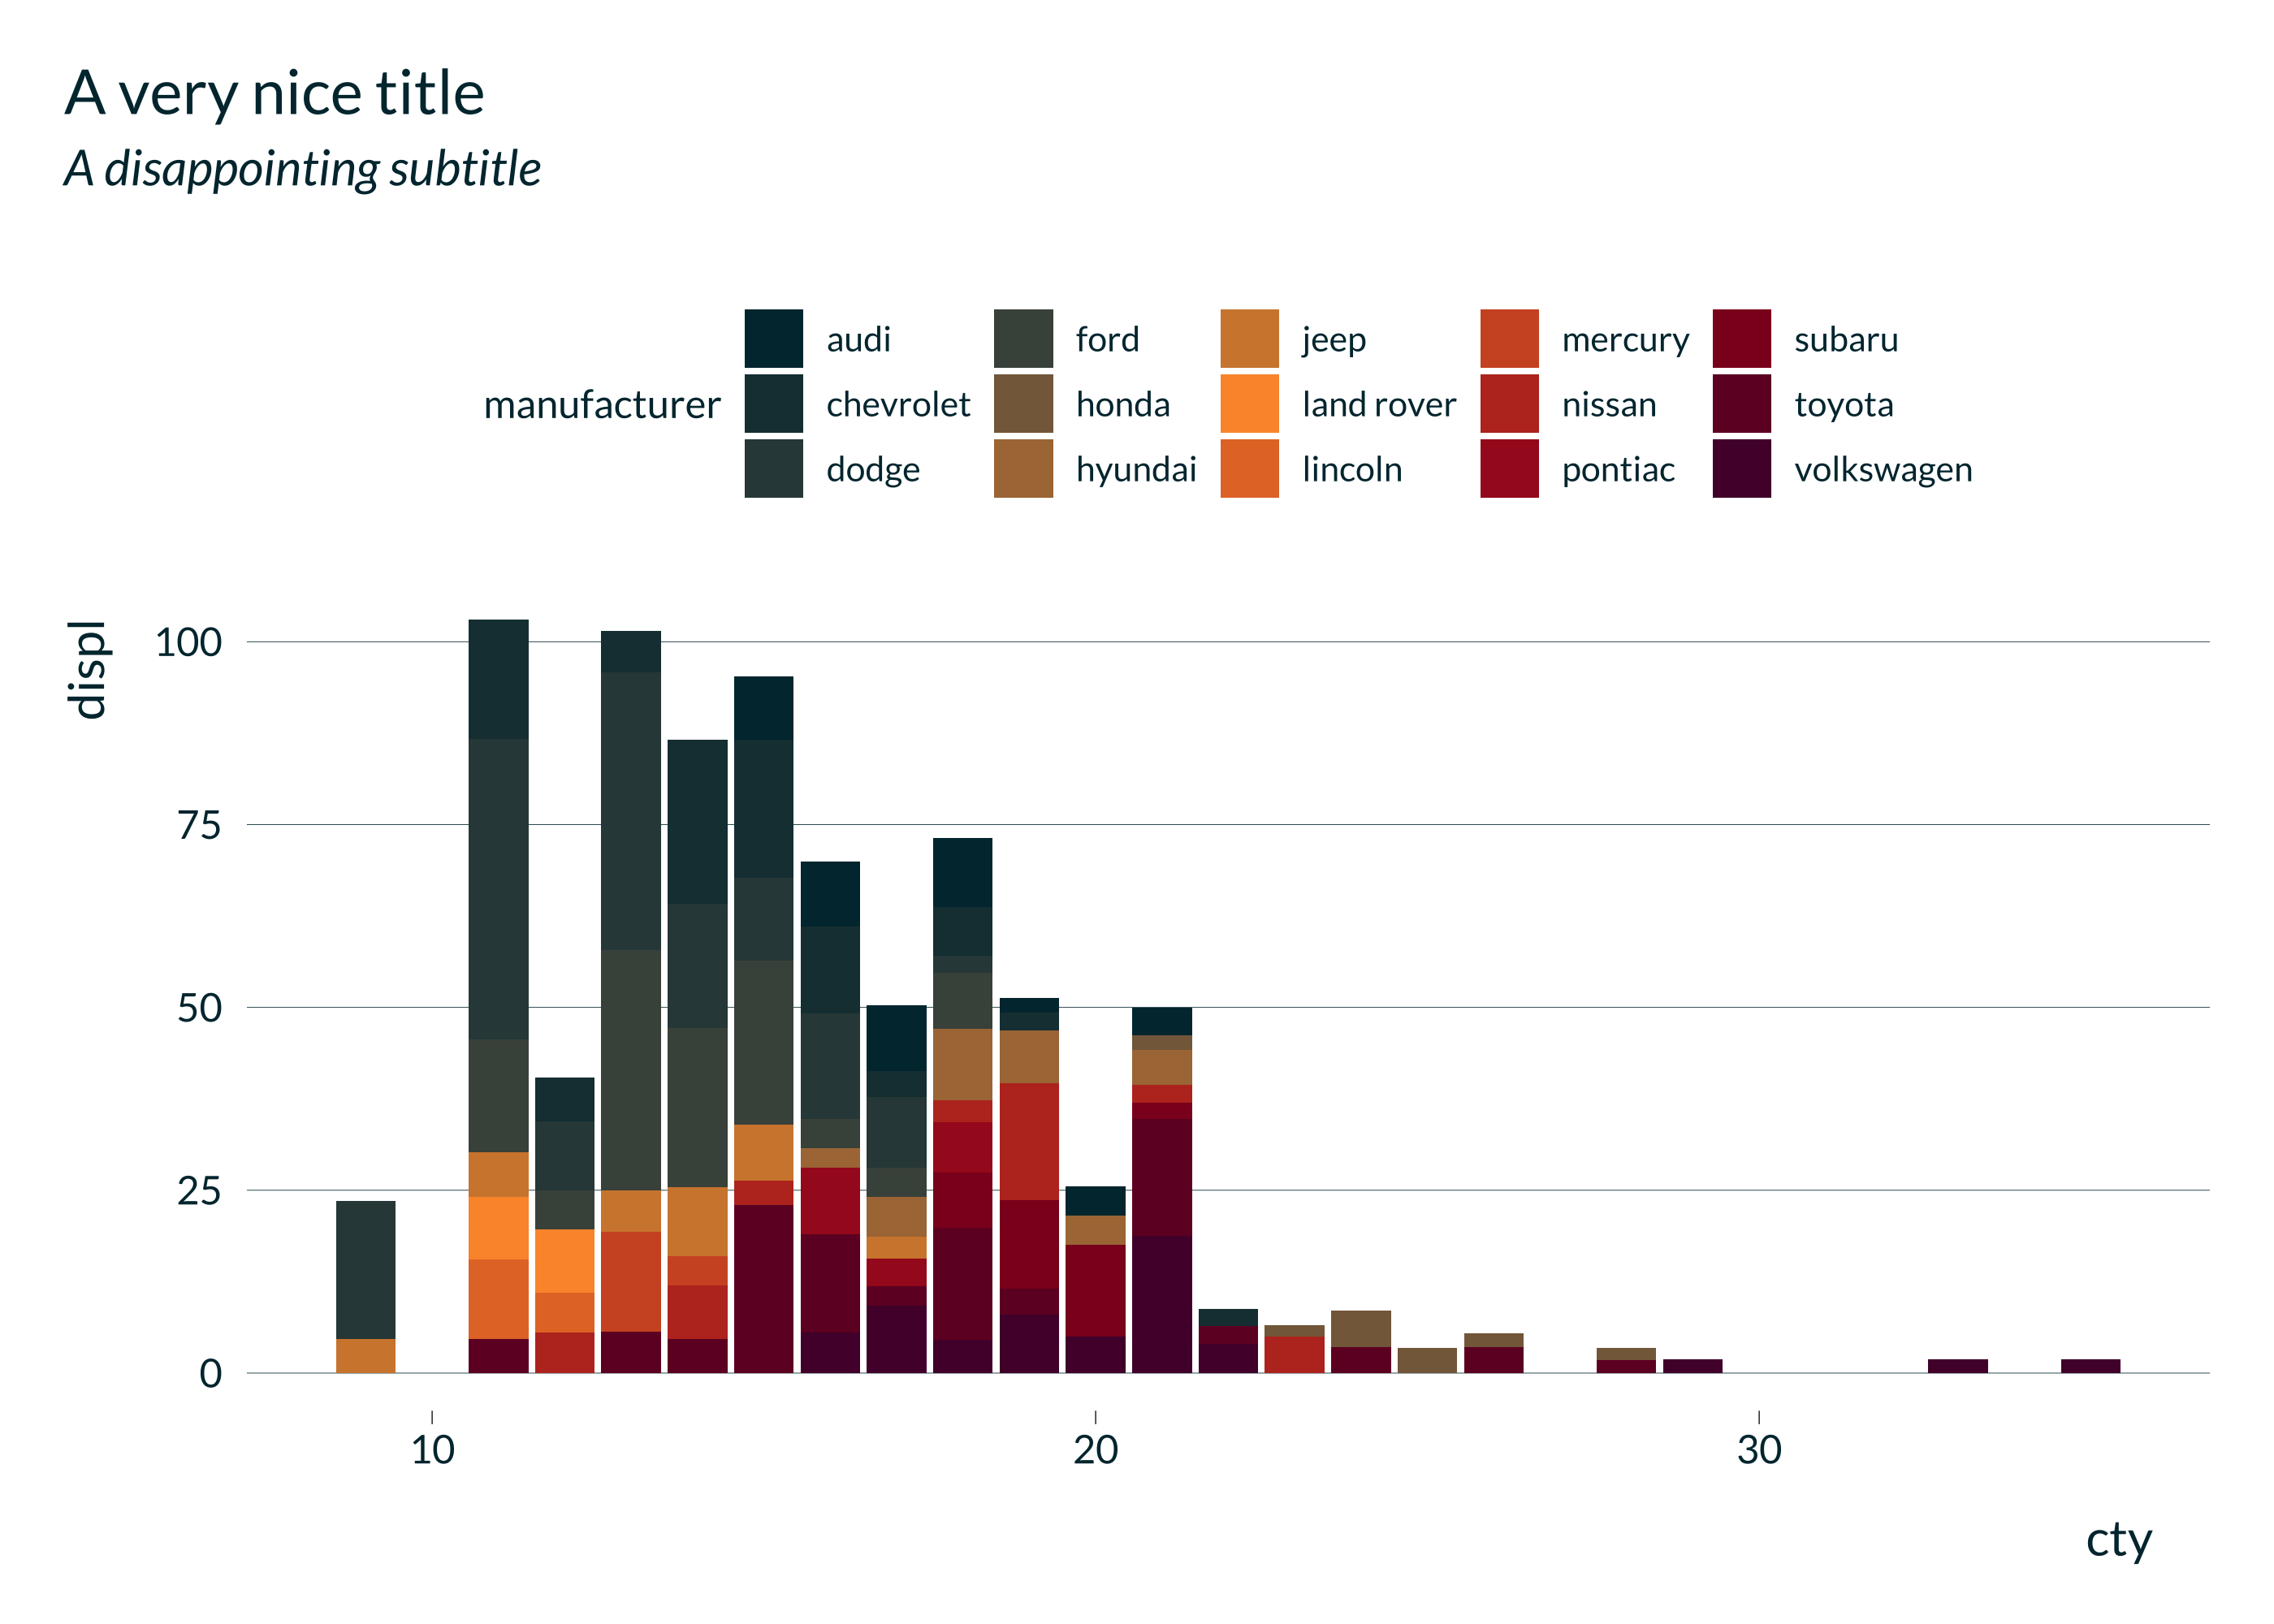 A very nice title
A disappointing subtitle
audi ford jeep mercury subaru
manufacturer chevrolet honda land rover nissan toyota
dodge hyundai lincoln pontiac volkswagen
displ
100
75
50
25
0
10 20 30
cty